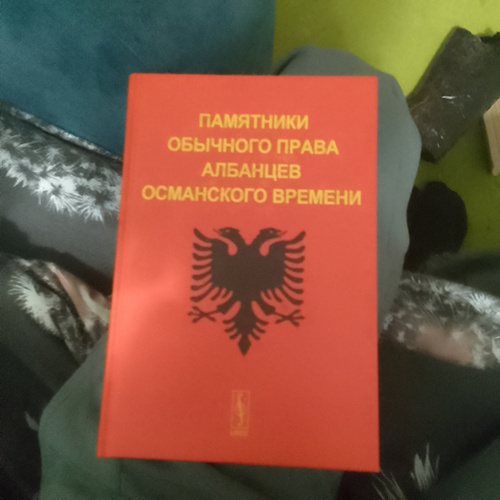 ПАМЯТНИКИ
ОБЫЧНОГО ПРАВА
АЛБАНЦЕВ
ОСМАНСКОГО ВРЕМЕНИ